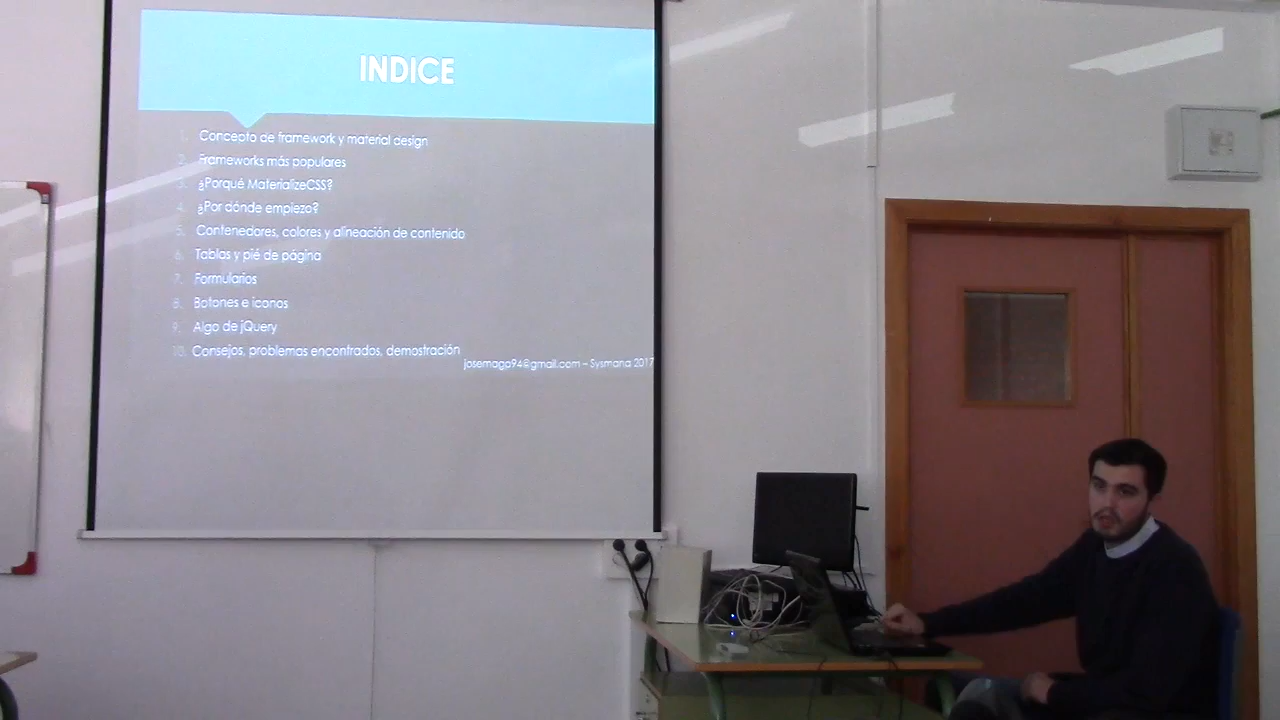 INDICE
1. Concepto de framework y material design
2. Frameworks más populares
3. ¿Porqué MaterializeCSS?
4. ¿Por dónde empiezo?
5. Contenedores, colores y alineación de contenido
6. Tablas y pié de página
7. Formularios
8. Botones e iconos
9. Algo de jQuery
10. Consejos, problemas encontrados, demostración
josemagp94@gmail.com – Sysmana 2017